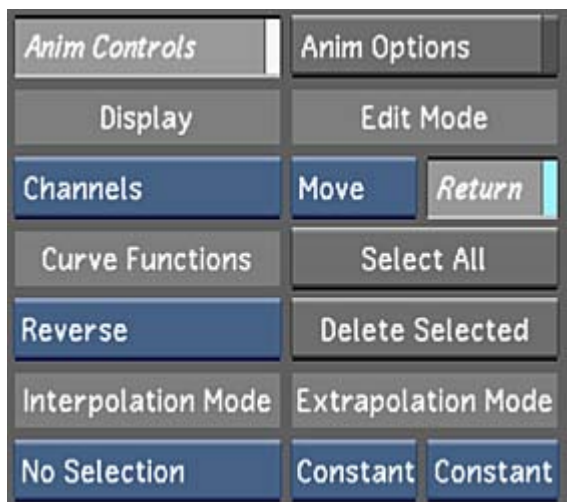 Anim Controls Anim Options
Display Edit Mode
Channels Move Return
Curve Functions Select All
Reverse Delete Selected
Interpolation Mode Extrapolation Mode
No Selection Constant Constant